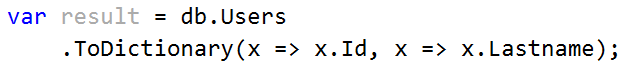 var result = db.Users
.ToDictionary(x => x.Id, x => x.Lastname);